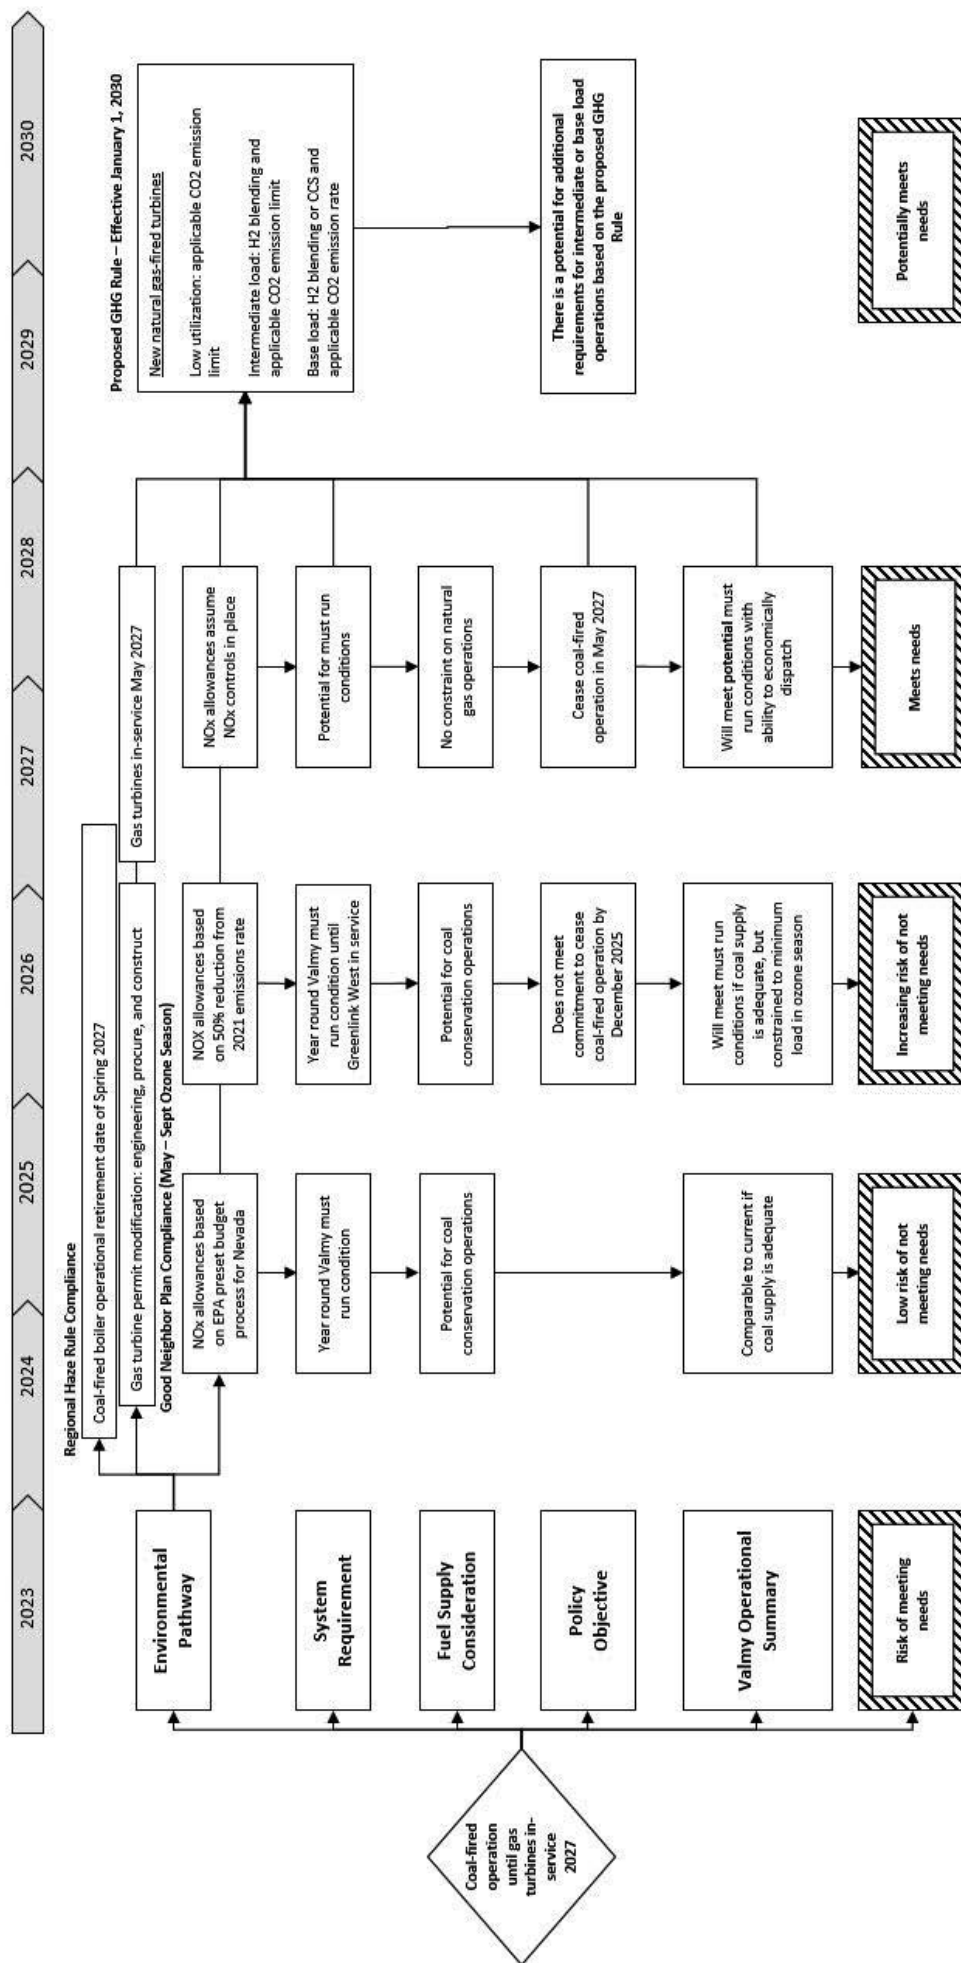 2023
2024
2025
2026
2027
2028
2029
2030
Regional Haze Rule Compliance
Coal-fired boiler operational retirement date of Spring 2027
Gas turbine permit modification: engineering, procure, and construct
Gas turbines in-service May 2027
Good Neighbor Plan Compliance (May – Sept Ozone Season)
Proposed GHG Rule – Effective January 1, 2030
New natural gas-fired turbines
Low utilization: applicable CO2 emission
limit
Intermediate load: H2 blending and
applicable CO2 emission limit
Base load: H2 blending or CCS and
applicable CO2 emission rate
Coal-fired
operation
until gas
turbines in-
service
2027
Environmental
Pathway
NOx allowances based
on EPA preset budget
process for Nevada
NOX allowances based
on 50% reduction from
2021 emissions rate
NOx allowances assume
NOx controls in place
System
Requirement
Year round Valmy must
run condition
Year round Valmy must
run condition until
Greenlink West in service
Potential for must run
conditions
Fuel Supply
Consideration
Potential for coal
conservation operations
Potential for coal
conservation operations
No constraint on natural
gas operations
Policy
Objective
Does not meet
commitment to cease
coal-fired operation by
December 2025
Cease coal-fired
operation in May 2027
There is a potential for additional
requirements for intermediate or base load
operations based on the proposed GHG
Rule
Valmy Operational
Summary
Comparable to current if
coal supply is adequate
Will meet must run
conditions if coal supply
is adequate, but
constrained to minimum
load in ozone season
Will meet potential must
run conditions with
ability to economically
dispatch
Risk of meeting
needs
Low risk of not
meeting needs
Increasing risk of not
meeting needs
Meets needs
Potentially meets
needs